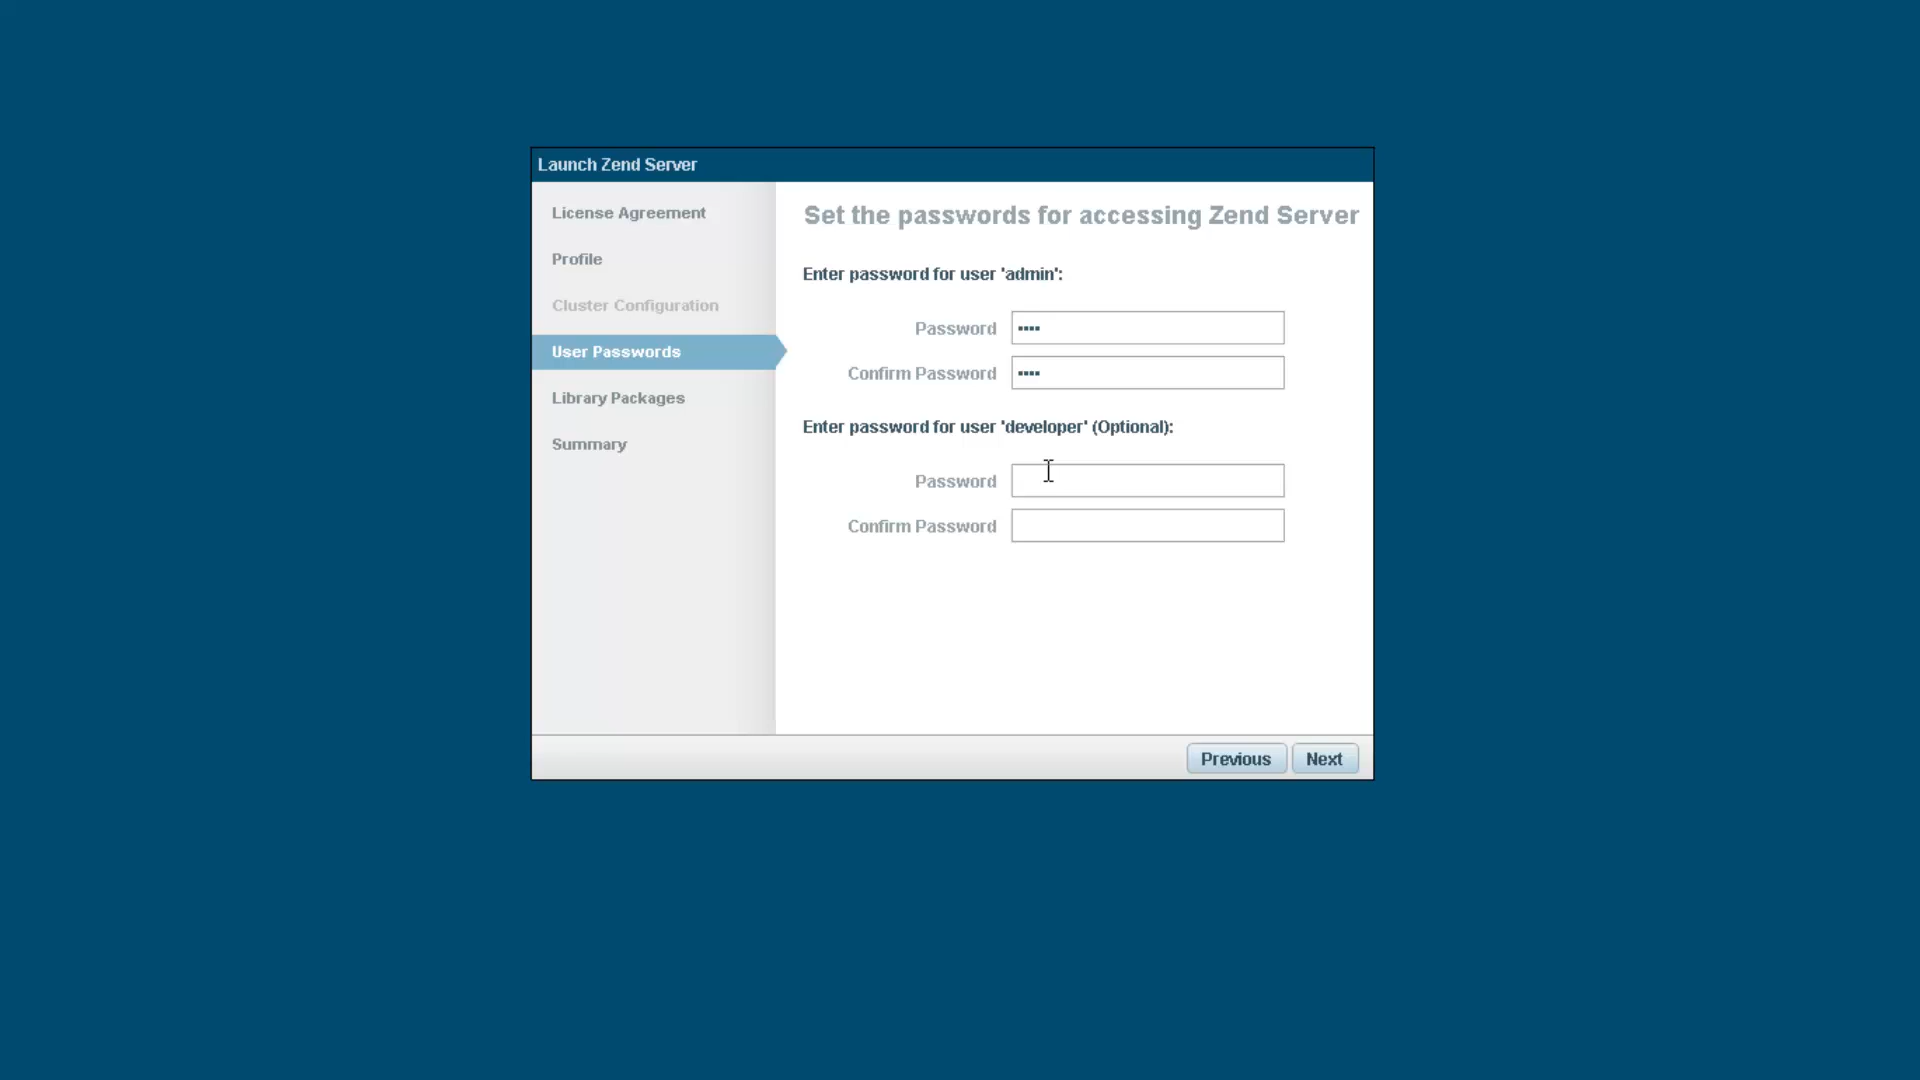 Launch Zend Server
License Agreement
Profile
Cluster Configuration
User Passwords
Library Packages
Summary
Set the passwords for accessing Zend Server
Enter password for user 'admin':
Password ••••
Confirm Password ••••
Enter password for user 'developer' (Optional):
Password
Confirm Password
Previous Next